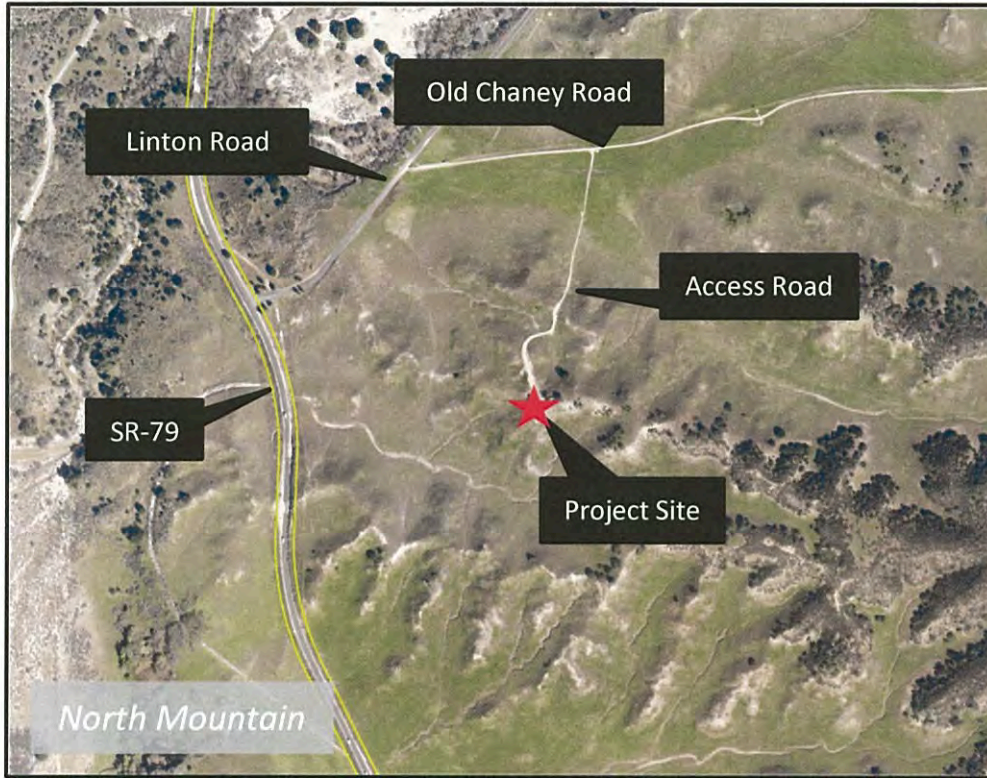 Old Chaney Road
Linton Road
Access Road
SR-79
Project Site
North Mountain